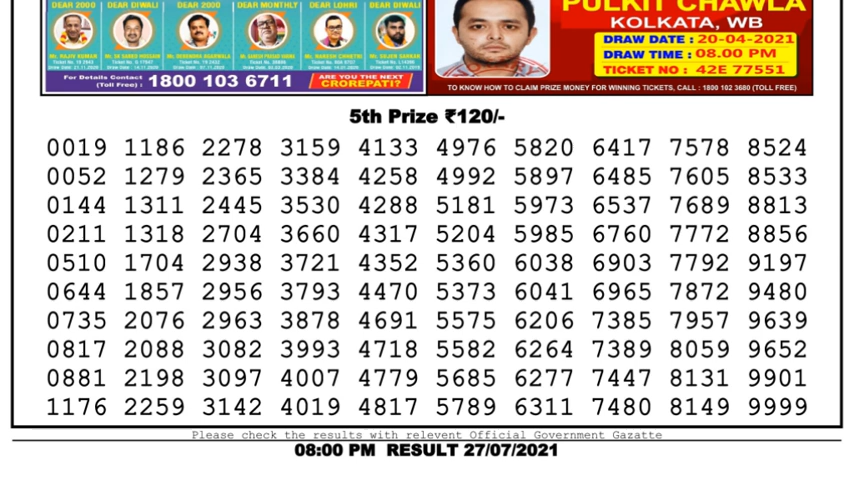 DEAR 2000 DEAR DIWALI DEAR 2000 DEAR MONTHLY DEAR LOHRI DEAR DIWALI
For Details Contact
(Toll Free) : 1800 103 6711
ARE YOU THE NEXT
CROREPATI?
PULKIT CHAWLA
KOLKATA, WB
DRAW DATE : 20-04-2021
DRAW TIME : 08.00 PM
TICKET NO : 42E 77551
TO KNOW HOW TO CLAIM PRIZE MONEY FOR WINNING TICKETS, CALL : 1800 102 3680 (TOLL FREE)
5th Prize ₹120/-
0019 1186 2278 3159 4133 4976 5820 6417 7578 8524
0052 1279 2365 3384 4258 4992 5897 6485 7605 8533
0144 1311 2445 3530 4288 5181 5973 6537 7689 8813
0211 1318 2704 3660 4317 5204 5985 6760 7772 8856
0510 1704 2938 3721 4352 5360 6038 6903 7792 9197
0644 1857 2956 3793 4470 5373 6041 6965 7872 9480
0735 2076 2963 3878 4691 5575 6206 7385 7957 9639
0817 2088 3082 3993 4718 5582 6264 7389 8059 9652
0881 2198 3097 4007 4779 5685 6277 7447 8131 9901
1176 2259 3142 4019 4817 5789 6311 7480 8149 9999
Please check the results with relevent Official Government Gazatte
08:00 PM RESULT 27/07/2021